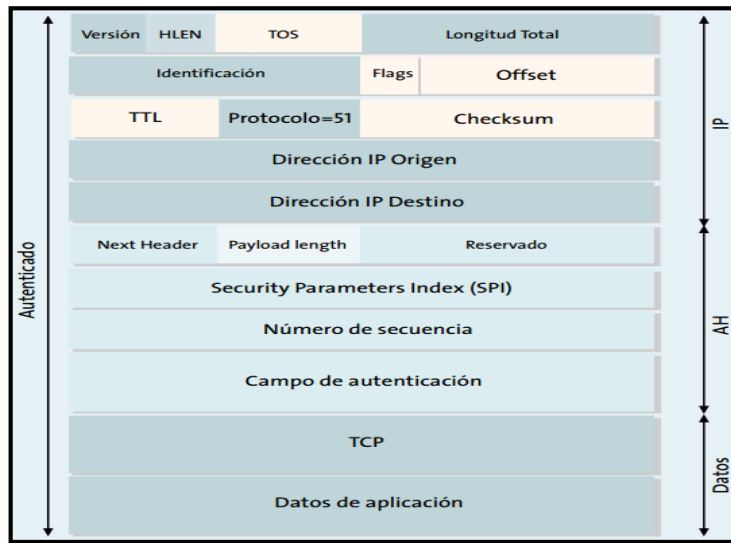 Versión HLEN TOS Longitud Total
Identificación Flags Offset
TTL Protocolo=51 Checksum
Dirección IP Origen
Dirección IP Destino
Next Header Payload length Reservado
Security Parameters Index (SPI)
Número de secuencia
Campo de autenticación
TCP
Datos de aplicación
Autenticado
IP
AH
Datos